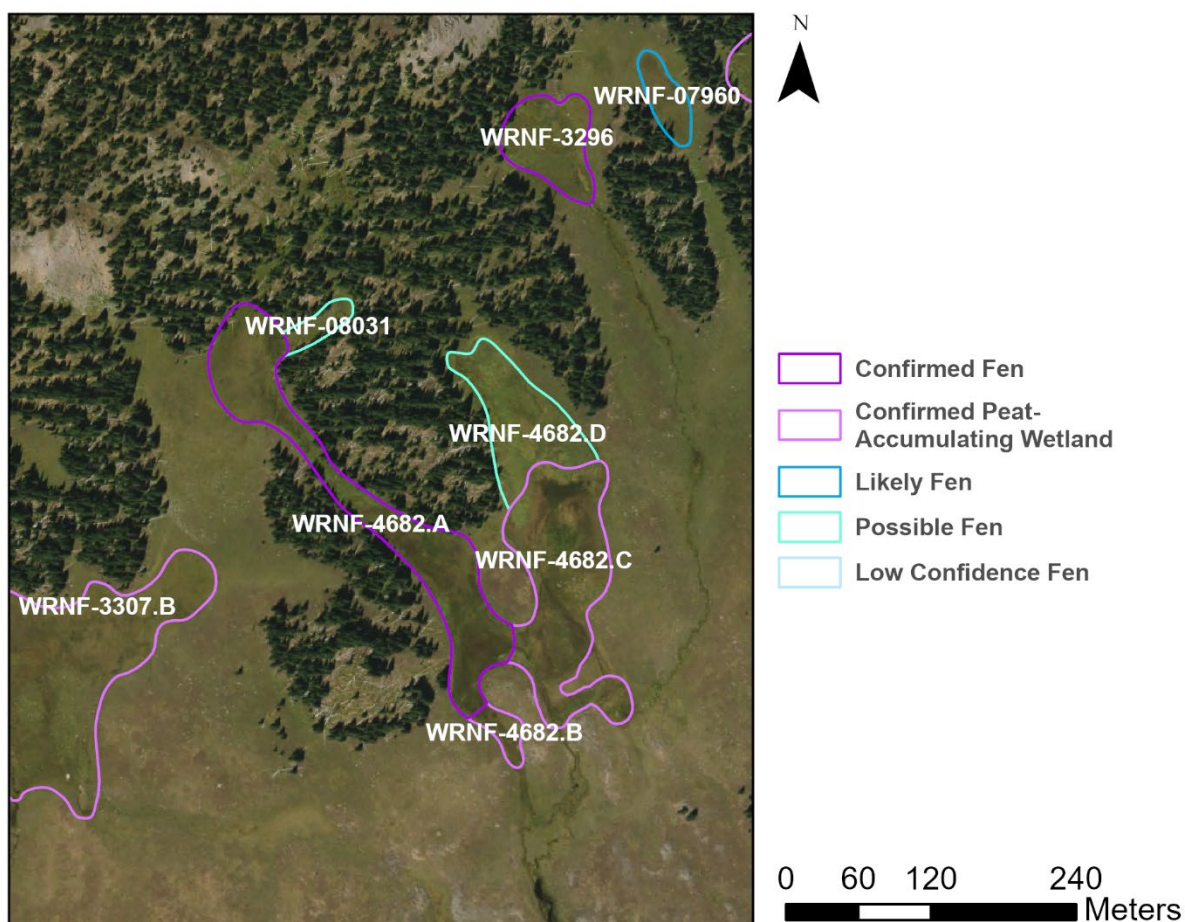 N
WRNF-07960
WRNF-3296
WRNF-08031
WRNF-4682.D
WRNF-4682.A
WRNF-4682.C
WRNF-3307.B
WRNF-4682.B
Confirmed Fen
Confirmed Peat-
Accumulating Wetland
Likely Fen
Possible Fen
Low Confidence Fen
0 60 120 240
Meters